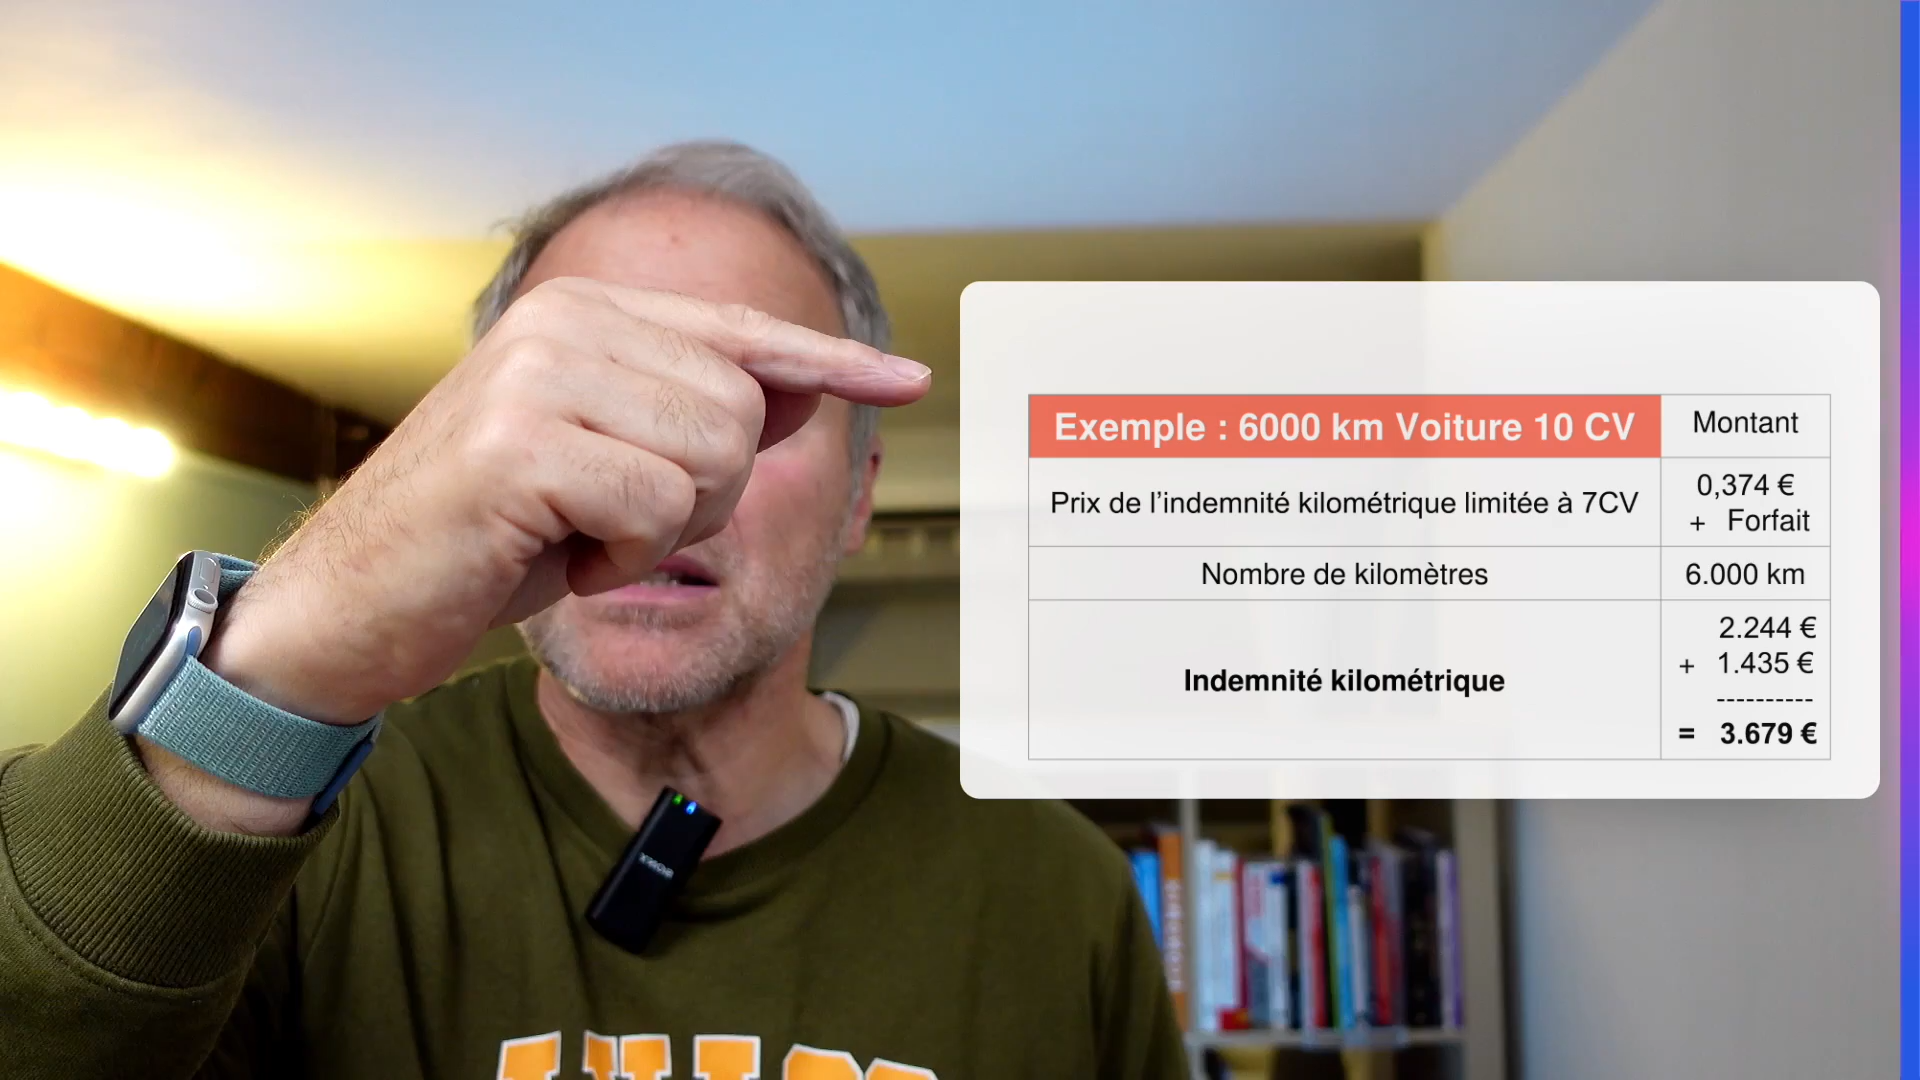 Exemple : 6000 km Voiture 10 CV
Montant
Prix de l’indemnité kilométrique limitée à 7CV
0,374 €
+ Forfait
Nombre de kilomètres
6.000 km
Indemnité kilométrique
2.244 €
+ 1.435 €
----------
= 3.679 €